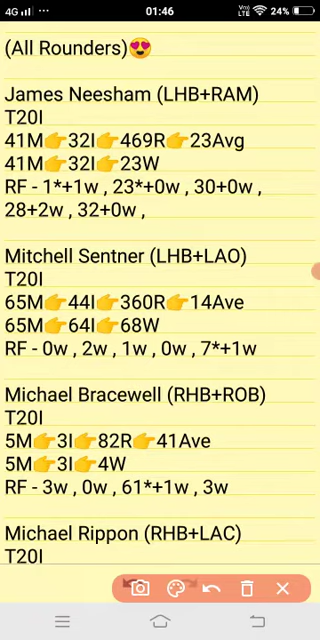 4G 01:46 Vo) LTE 24%
(All Rounders)😍
James Neesham (LHB+RAM)
T20I
41M👉32I👉469R👉23Avg
41M👉32I👉23W
RF - 1*+1w , 23*+0w , 30+0w ,
28+2w , 32+0w ,
Mitchell Sentner (LHB+LAO)
T20I
65M👉44I👉360R👉14Ave
65M👉64I👉68W
RF - 0w , 2w , 1w , 0w , 7*+1w
Michael Bracewell (RHB+ROB)
T20I
5M👉3I👉82R👉41Ave
5M👉3I👉4W
RF - 3w , 0w , 61*+1w , 3w
Michael Rippon (RHB+LAC)
T20I